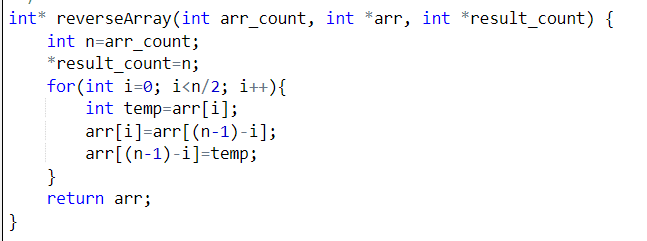 int* reverseArray(int arr_count, int *arr, int *result_count) {
    int n=arr_count;
    *result_count=n;
    for(int i=0; i<n/2; i++){
        int temp=arr[i];
        arr[i]=arr[(n-1)-i];
        arr[(n-1)-i]=temp;
    }
    return arr;
}